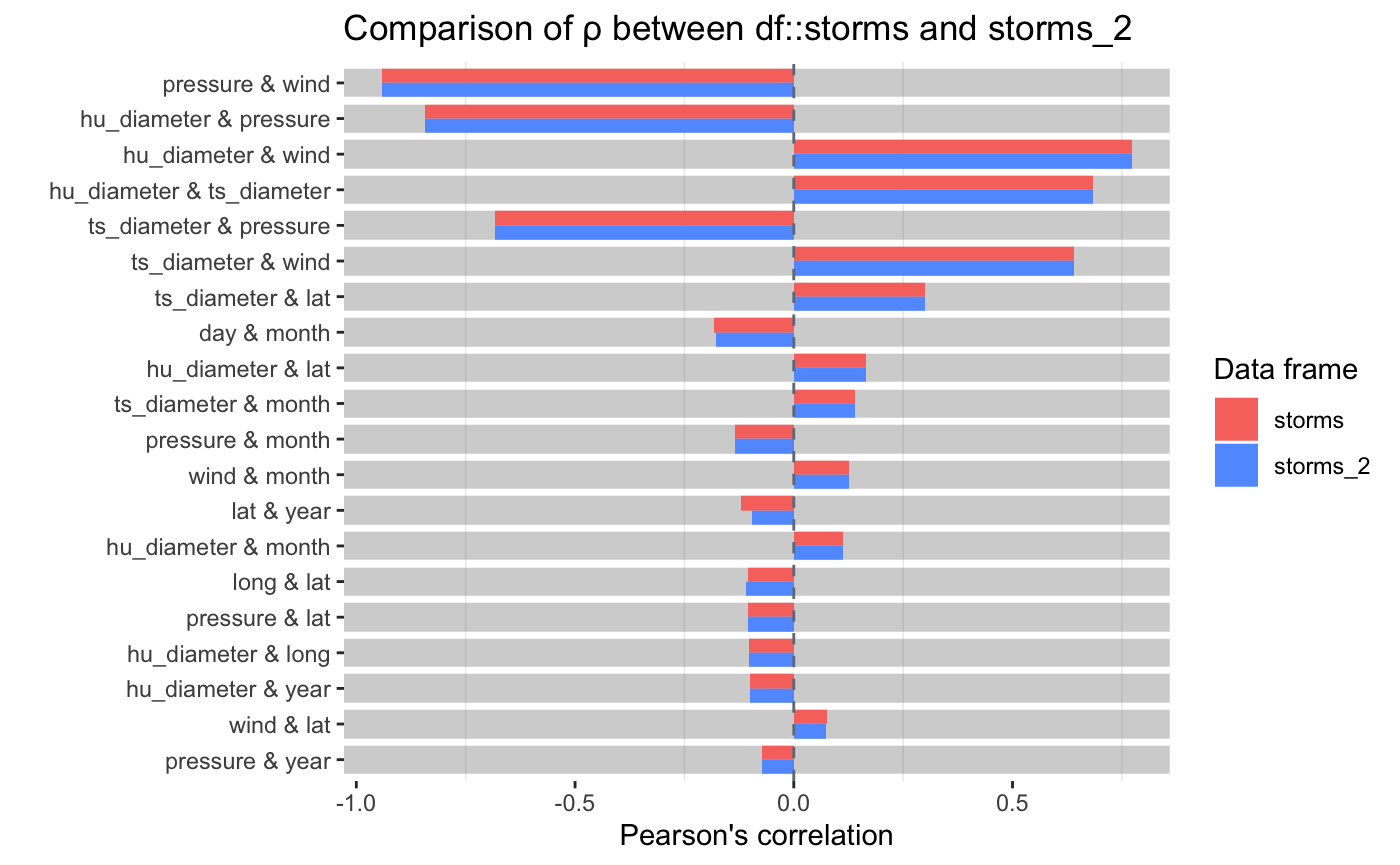 Comparison of ρ between df::storms and storms_2
pressure & wind
hu_diameter & pressure
hu_diameter & wind
hu_diameter & ts_diameter
ts_diameter & pressure
ts_diameter & wind
ts_diameter & lat
day & month
hu_diameter & lat
ts_diameter & month
pressure & month
wind & month
lat & year
hu_diameter & month
long & lat
pressure & lat
hu_diameter & long
hu_diameter & year
wind & lat
pressure & year
-1.0 -0.5 0.0 0.5
Pearson's correlation
Data frame
storms
storms_2